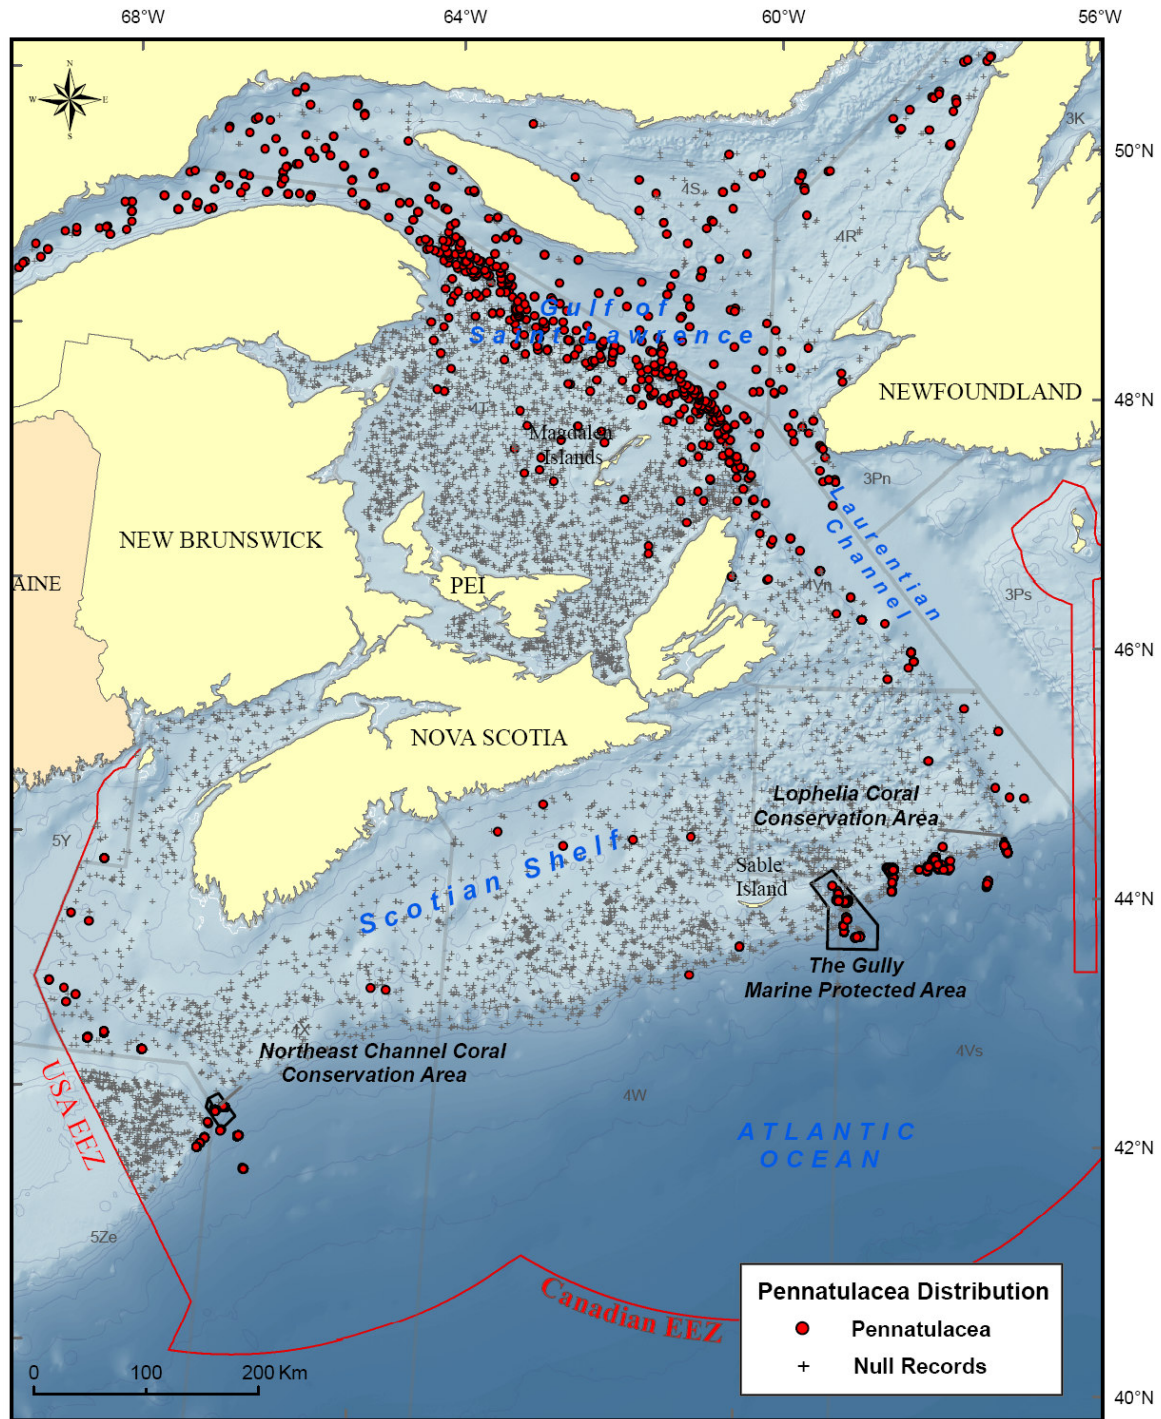 68°W
64°W
60°W
56°W
N
W E
S
3K
50°N
4S
4R
Gulf of
Saint Lawrence
NEWFOUNDLAND
48°N
4T
Magdalen
Islands
3Pn
Laurentian
Channel
NEW BRUNSWICK
AINE
PEI
4Vn
3Ps
46°N
NOVA SCOTIA
Lophelia Coral
Conservation Area
5Y
Scotian Shelf
Sable
Island
44°N
The Gully
Marine Protected Area
4X
Northeast Channel Coral
Conservation Area
4Vs
USA EEZ
4W
ATLANTIC
OCEAN
42°N
5Ze
Canadian EEZ
Pennatulacea Distribution
Pennatulacea
Null Records
0 100 200 Km
40°N